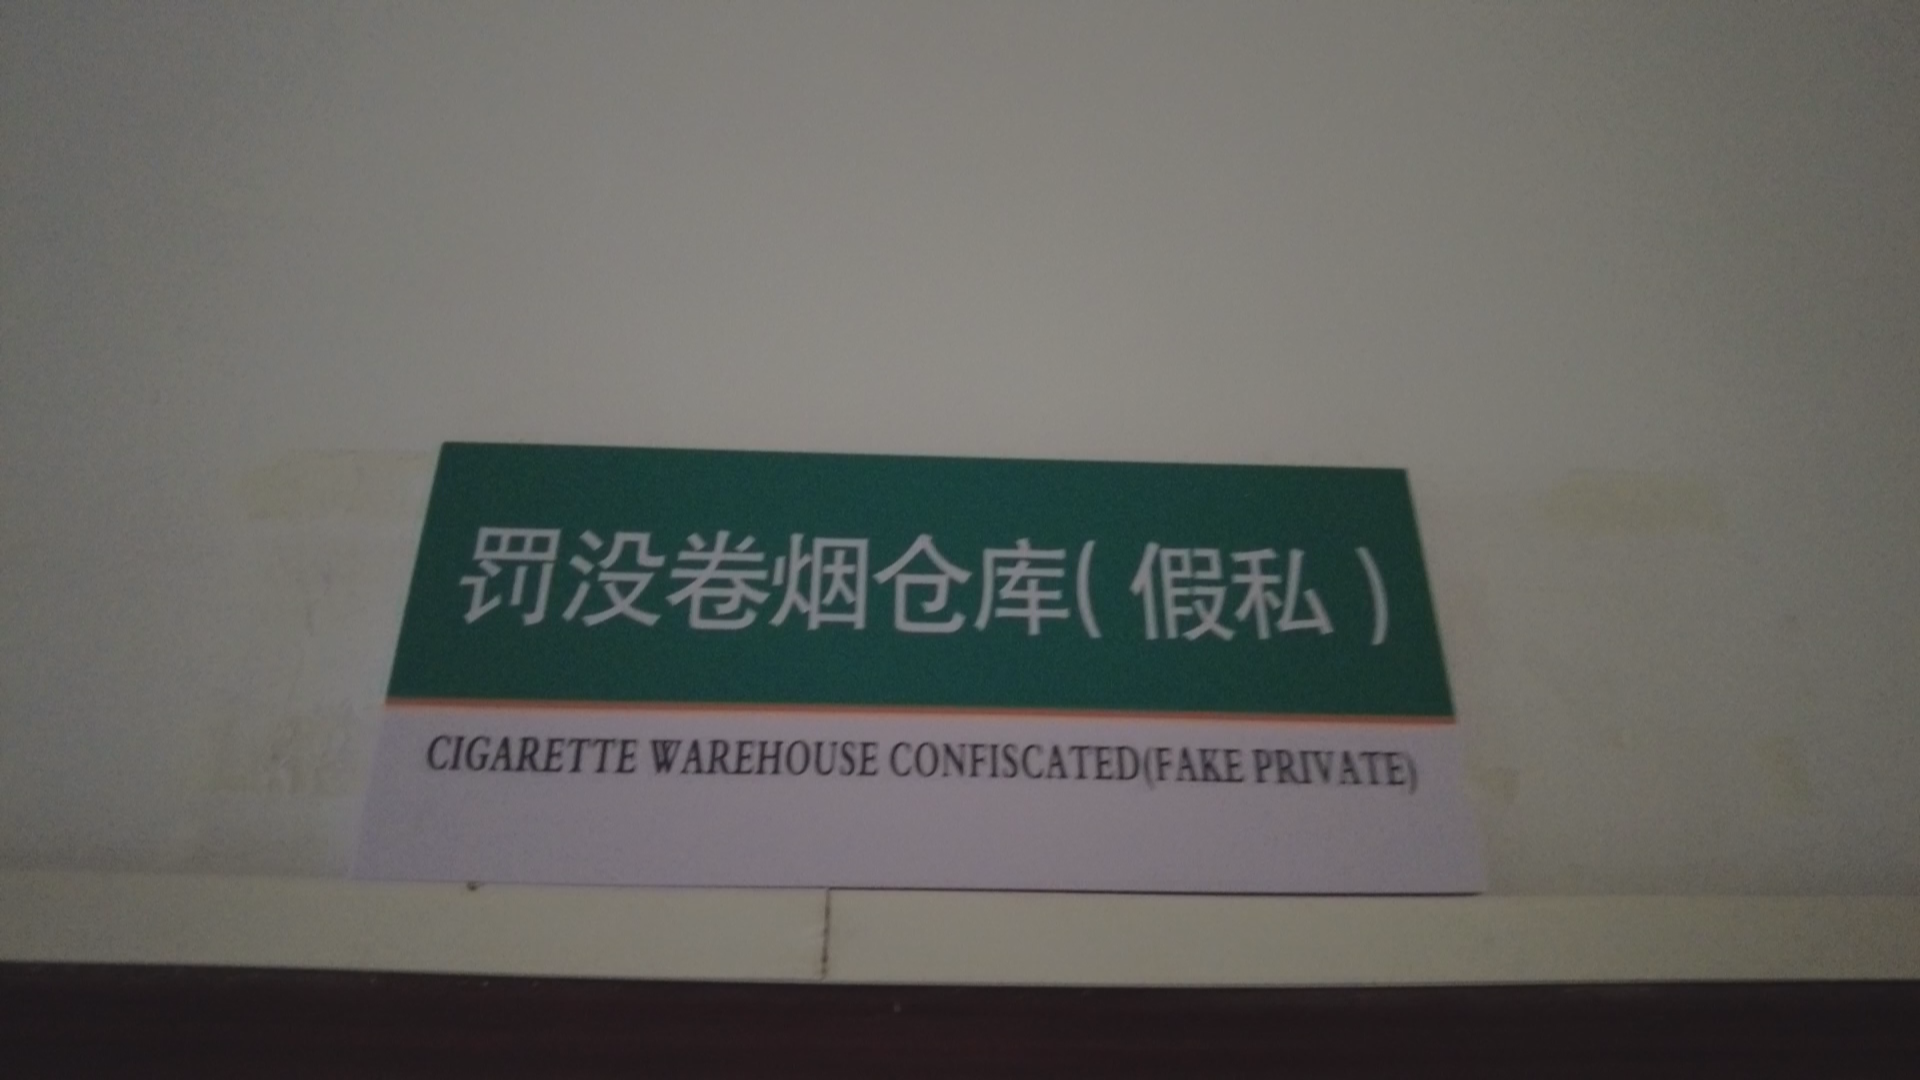 罚没卷烟仓库(假私)
CIGARETTE WAREHOUSE CONFISCATED(FAKE PRIVATE)